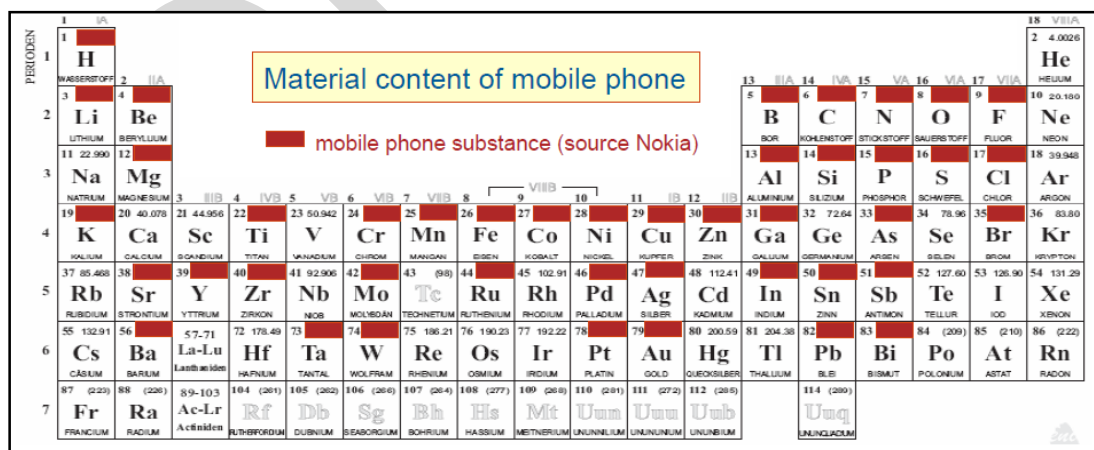 1 IA 18 VIIIA
PERIODEN
1 2 4.0026
1 H He
WASSERSTOFF 2 IIA HELIUM
Material content of mobile phone
13 IIIA 14 IVA 15 VA 16 VIA 17 VIIA
3 4 5 6 7 8 9 10 20.180
2 Li Be B C N O F Ne
LITHIUM BERYLLIUM BOR KOHLENSTOFF STICKSTOFF SAUERSTOFF FLUOR NEON
mobile phone substance (source Nokia)
11 22.990 12 13 14 15 16 17 18 39.948
3 Na Mg Al Si P S Cl Ar
VIIIB
3 IIIB 4 IVB 5 VB 6 VIB 7 VIIB 8 9 10 11 IB 12 IIB
NATRIUM MAGNESIUM ALUMINIUM SILIZIUM PHOSPHOR SCHWEFEL CHLOR ARGON
19 20 40.078 21 44.956 22 23 50.942 24 25 26 27 28 29 30 31 32 72.64 33 34 78.96 35 36 83.80
4 K Ca Sc Ti V Cr Mn Fe Co Ni Cu Zn Ga Ge As Se Br Kr
KALIUM CALCIUM SCANDIUM TITAN VANADIUM CHROM MANGAN EISEN KOBALT NICKEL KUPFER ZINK GALLIUM GERMANIUM ARSEN SELEN BROM KRYPTON
37 85.468 38 39 40 41 92.906 42 43 (98) 44 45 102.91 46 47 48 112.41 49 50 51 52 127.60 53 126.90 54 131.29
5 Rb Sr Y Zr Nb Mo Tc Ru Rh Pd Ag Cd In Sn Sb Te I Xe
RUBIDIUM STRONTIUM YTTRIUM ZIRKON NIOB MOLYBDÄN TECHNETIUM RUTHENIUM RHODIUM PALLADIUM SILBER KADMIUM INDIUM ZINN ANTIMON TELLUR IOD XENON
55 132.91 56 57-71 72 178.49 73 74 75 186.21 76 190.23 77 192.22 78 79 80 200.59 81 204.38 82 83 84 (209) 85 (210) 86 (222)
6 Cs Ba La-Lu Hf Ta W Re Os Ir Pt Au Hg Tl Pb Bi Po At Rn
CÄSIUM BARIUM Lanthaniden HAFNIUM TANTAL WOLFRAM RHENIUM OSMIUM IRIDIUM PLATIN GOLD QUECKSILBER THALLIUM BLEI BISMUT POLONIUM ASTAT RADON
87 (223) 88 (226) 89-103 104 (261) 105 (262) 106 (266) 107 (264) 108 (277) 109 (268) 110 (281) 111 (272) 112 (285) 114 (289)
7 Fr Ra Ac-Lr Rf Db Sg Bh Hs Mt Uun Uuu Uub Uuq
FRANCIUM RADIUM Actiniden RUTHERFORDIUM DUBNIUM SEABORGIUM BOHRIUM HASSIUM MEITNERIUM UNUNNILIUM UNUNUNIUM UNUNBIUM UNUNQUADIUM